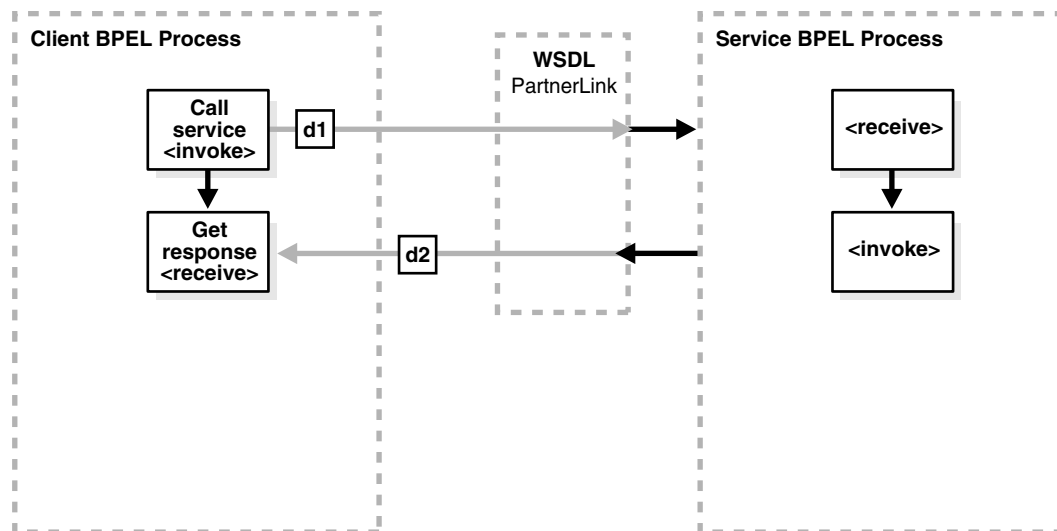 Client BPEL Process
WSDL
PartnerLink
Service BPEL Process
Call
service
<invoke>
d1
<receive>
Get
response
<receive>
d2
<invoke>